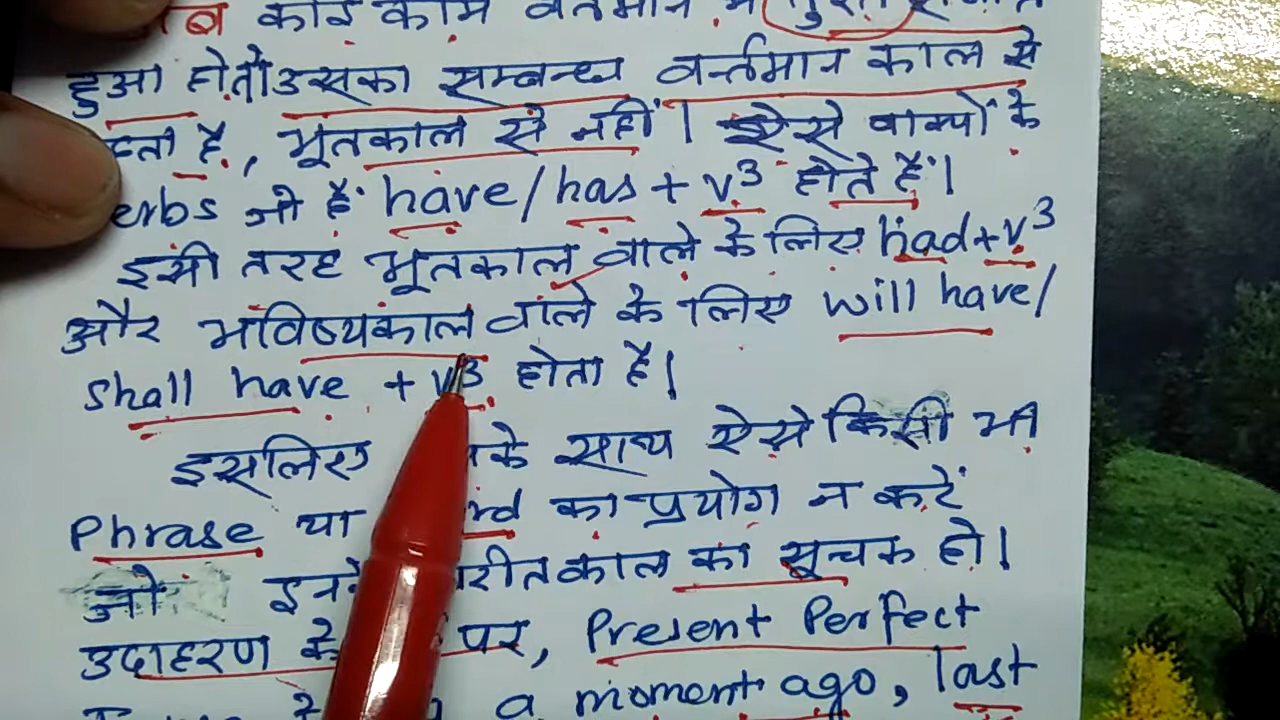 कोई काम वर्तमान में तुरंत
हुआ हो तो उसका सम्बन्ध वर्त्तमान काल से
है, भूतकाल से नहीं। ऐसे वाक्यों के
erbs जो हैं have/has + v3 होते हैं।
इसी तरह भूतकाल वाले के लिए had+v3
और भविष्यकाल वाले के लिए will have/
shall have + v3 होता है।
इसलिए के साथ ऐसे किसी भी
Phrase या का प्रयोग न करें
जो काल का सूचक हो।
उदाहरण के पर, Present Perfect
a moment ago, last